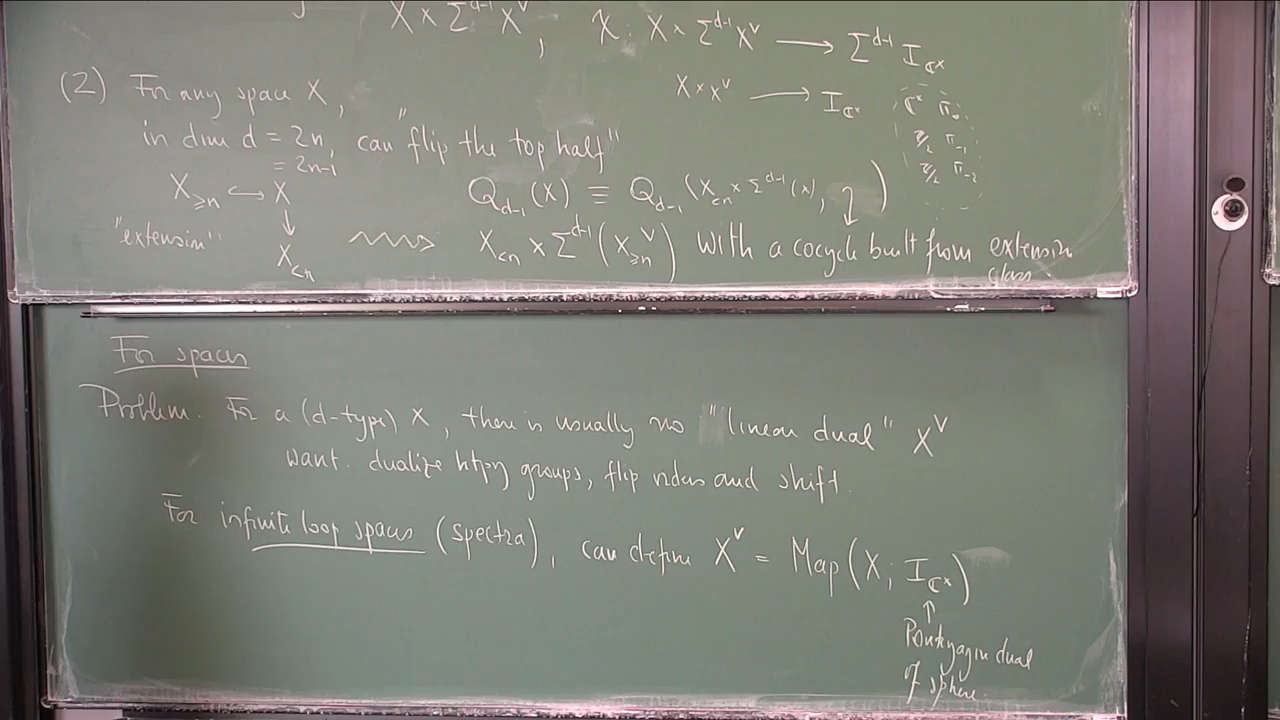 X × Σ^{d-1} X^∨ , χ : X × Σ^{d-1} X^∨ ⟶ Σ^{d-1} I_{ℂ^×}
(2) For any space X,
X × X^∨ ⟶ I_{ℂ^×}
ℂ^× π_0
ℤ/2 π_{-1}
ℤ/2 π_{-2}
in dim d = 2n, can "flip the top half"
= 2n-1
X_{≥n} ↪ X
↓
X_{<n}
"extension"
Q_{d-1}(X) ≡ Q_{d-1}(X_{<n} × Σ^{d-1}(X), )
⇝ X_{<n} × Σ^{d-1}(X_{≥n}^∨) with a cocycle built from extension
class
For spaces
Problem. For a (d-type) X, there is usually no "linear dual" X^∨
want. dualize htpy groups, flip orders and shift.
For infinite loop spaces (spectra), can define X^∨ = Map(X; I_{ℂ^×})
↑
Pontryagin dual
of sphere.